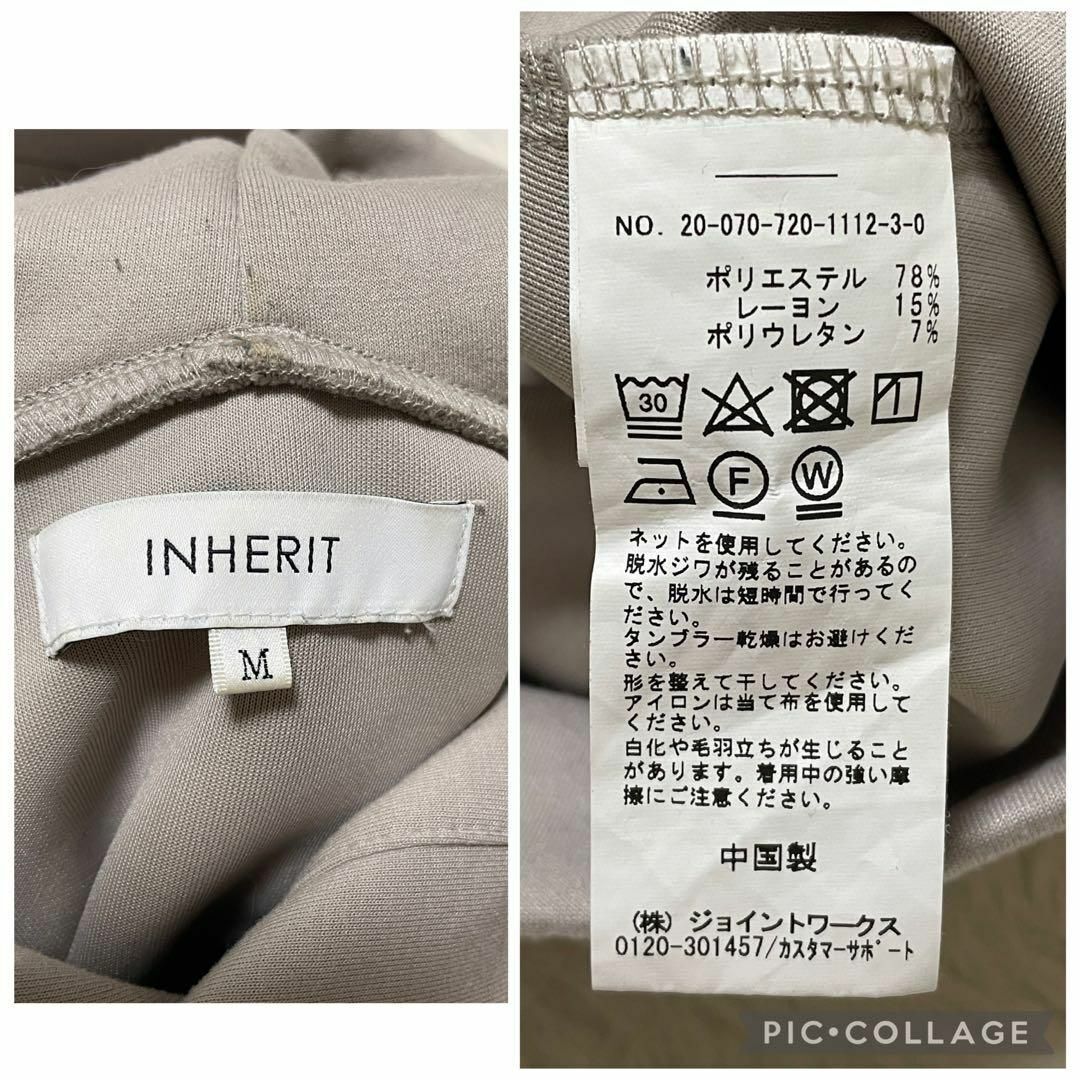 INHERIT
M
NO. 20-070-720-1112-3-0
ポリエステル 78%
レーヨン 15%
ポリウレタン 7%
30
F
W
ネットを使用してください。
脱水ジワが残ることがあるの
で、脱水は短時間で行ってく
ださい。
タンブラー乾燥はお避けくだ
さい。
形を整えて干してください。
アイロンは当て布を使用して
ください。
白化や毛羽立ちが生じること
があります。着用中の強い摩
擦にご注意ください。
中国製
(株) ジョイントワークス
0120-301457/カスタマーサポート
PIC•COLLAGE